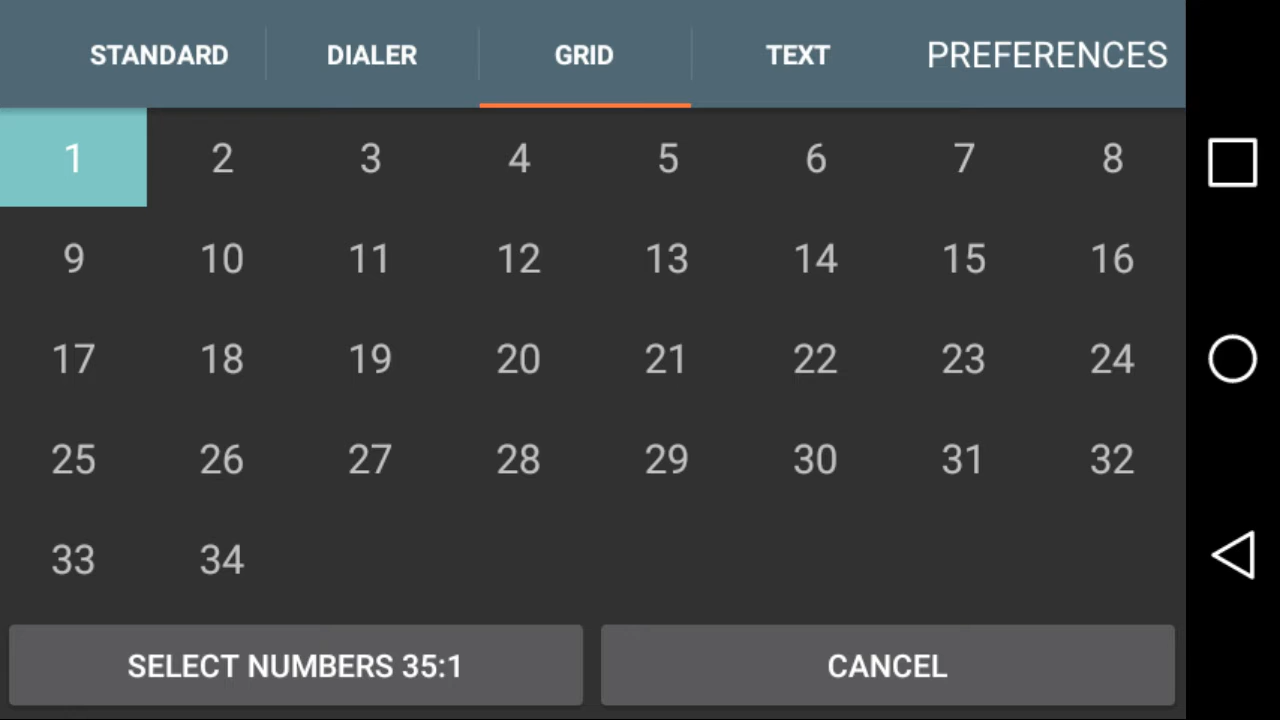 STANDARD DIALER GRID TEXT PREFERENCES
1 2 3 4 5 6 7 8
9 10 11 12 13 14 15 16
17 18 19 20 21 22 23 24
25 26 27 28 29 30 31 32
33 34
SELECT NUMBERS 35:1 CANCEL